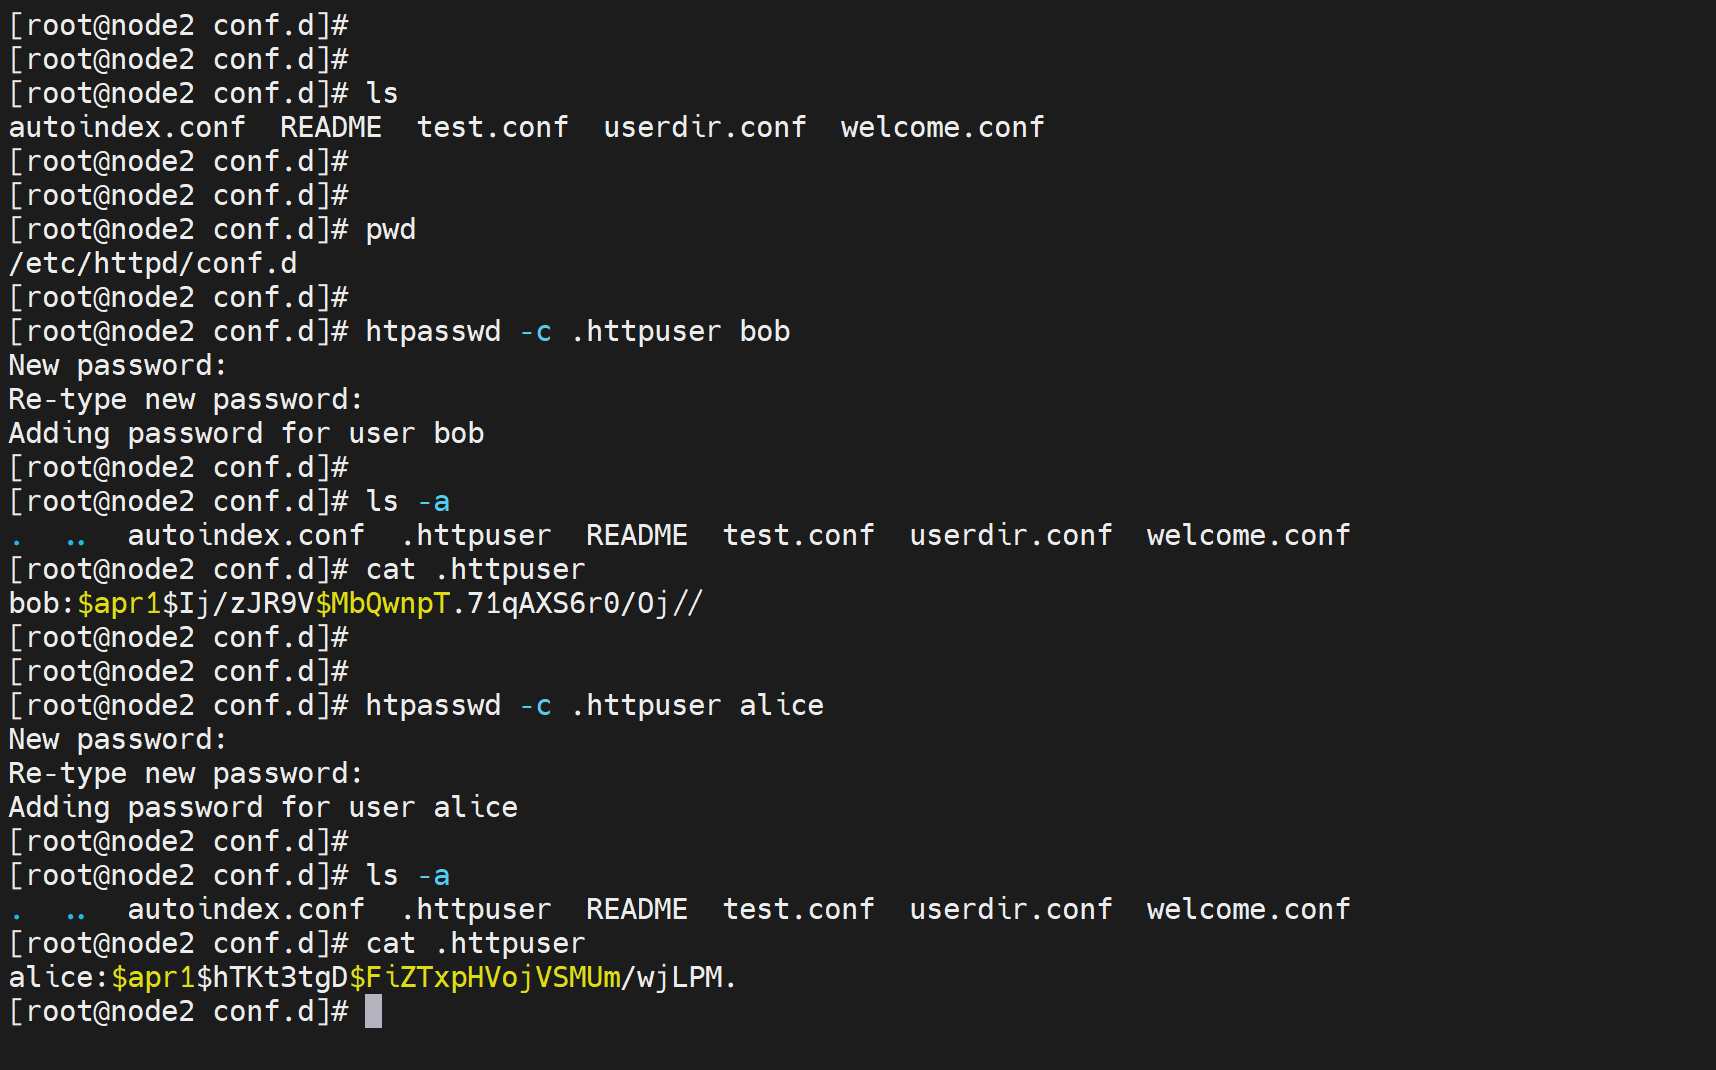 [root@node2 conf.d]#
[root@node2 conf.d]#
[root@node2 conf.d]# ls
autoindex.conf  README  test.conf  userdir.conf  welcome.conf
[root@node2 conf.d]#
[root@node2 conf.d]#
[root@node2 conf.d]# pwd
/etc/httpd/conf.d
[root@node2 conf.d]#
[root@node2 conf.d]# htpasswd -c .httpuser bob
New password:
Re-type new password:
Adding password for user bob
[root@node2 conf.d]#
[root@node2 conf.d]# ls -a
.  ..  autoindex.conf  .httpuser  README  test.conf  userdir.conf  welcome.conf
[root@node2 conf.d]# cat .httpuser
bob:$apr1$Ij/zJR9V$MbQwnpT.71qAXS6r0/Oj//
[root@node2 conf.d]#
[root@node2 conf.d]#
[root@node2 conf.d]# htpasswd -c .httpuser alice
New password:
Re-type new password:
Adding password for user alice
[root@node2 conf.d]#
[root@node2 conf.d]# ls -a
.  ..  autoindex.conf  .httpuser  README  test.conf  userdir.conf  welcome.conf
[root@node2 conf.d]# cat .httpuser
alice:$apr1$hTKt3tgD$FiZTxpHVojVSMUm/wjLPM.
[root@node2 conf.d]#